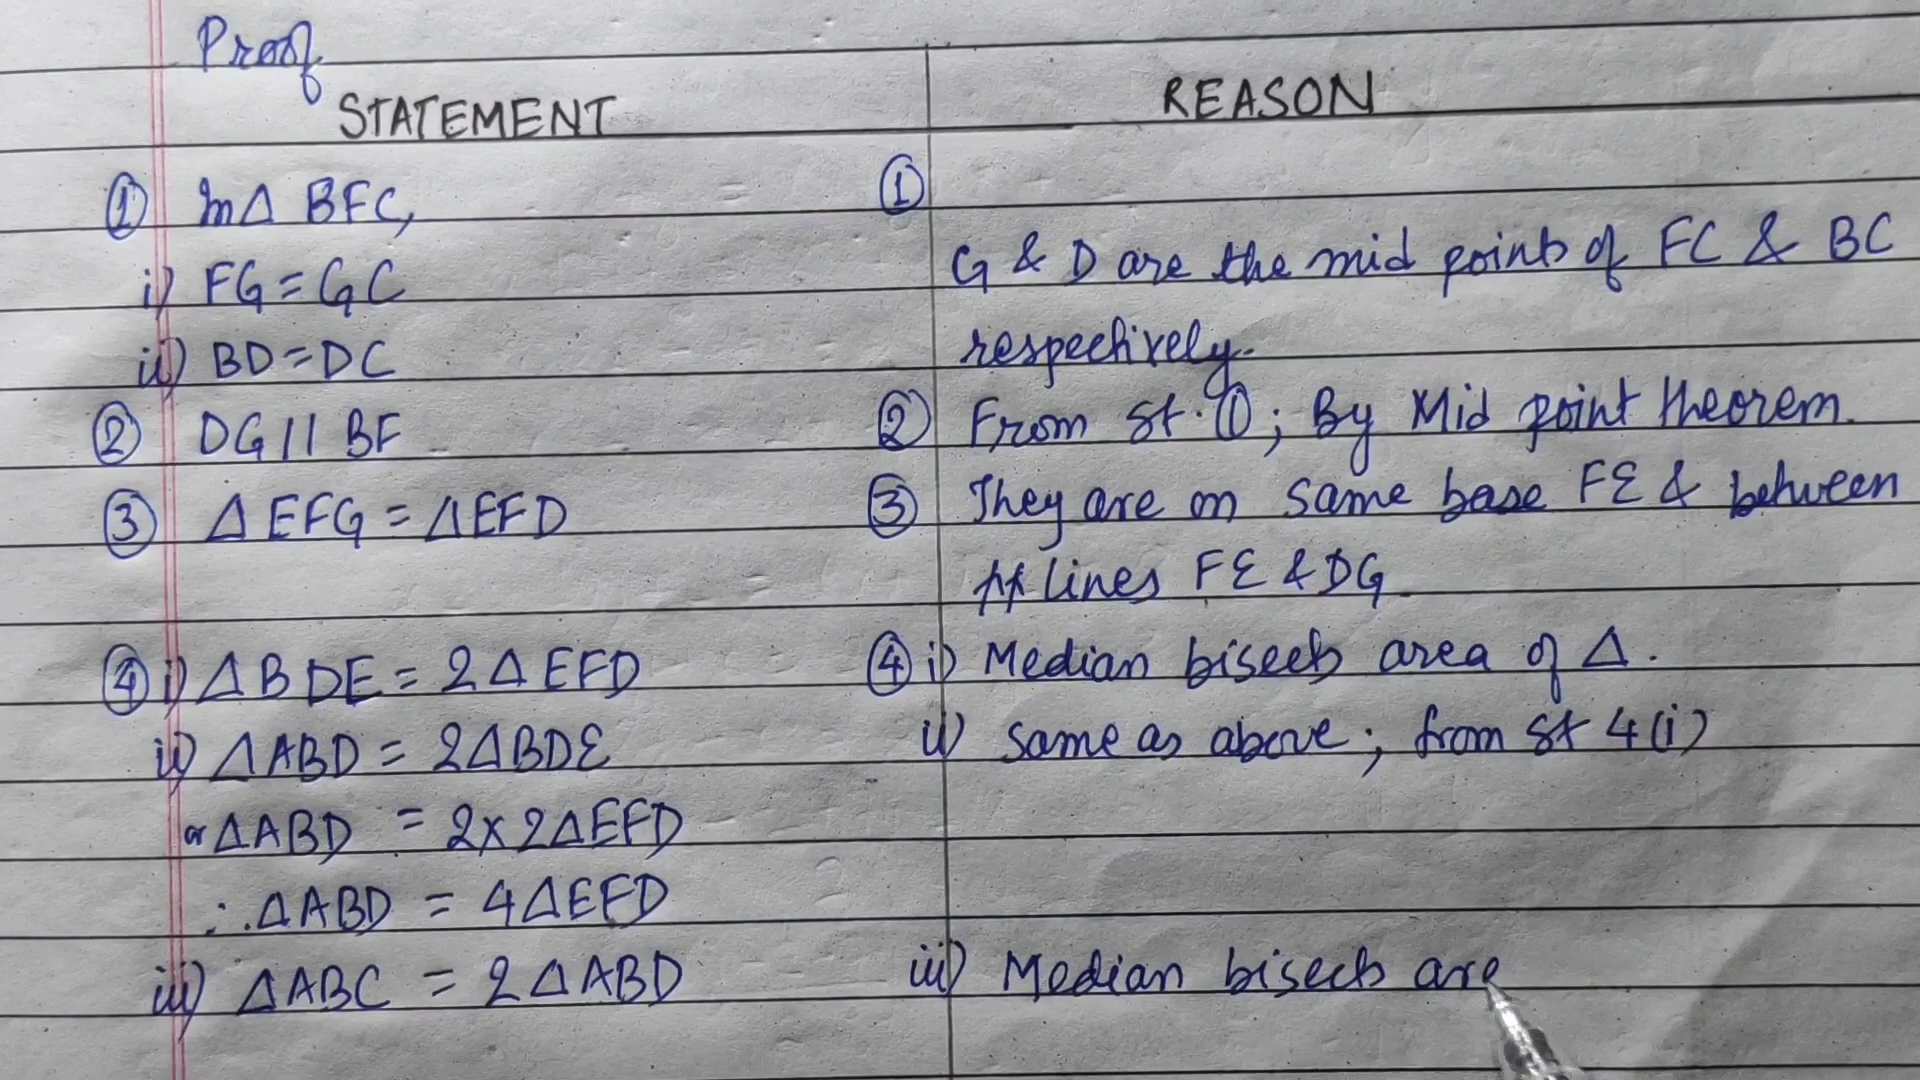 Proof
STATEMENT REASON
① In Δ BFC, ①
i) FG = GC G & D are the mid points of FC & BC
ii) BD = DC respectively.
② DG || BF ② From st. ①; By Mid point theorem.
③ Δ EFG = Δ EFD ③ They are on same base FE & between
lines FE & DG
④ i) Δ BDE = 2 Δ EFD ④ i) Median bisects area of Δ.
ii) Δ ABD = 2 Δ BDE ii) Same as above; from st 4(i)
or Δ ABD = 2 x 2 Δ EFD
∴ Δ ABD = 4 Δ EFD
iii) Δ ABC = 2 Δ ABD iii) Median bisects are